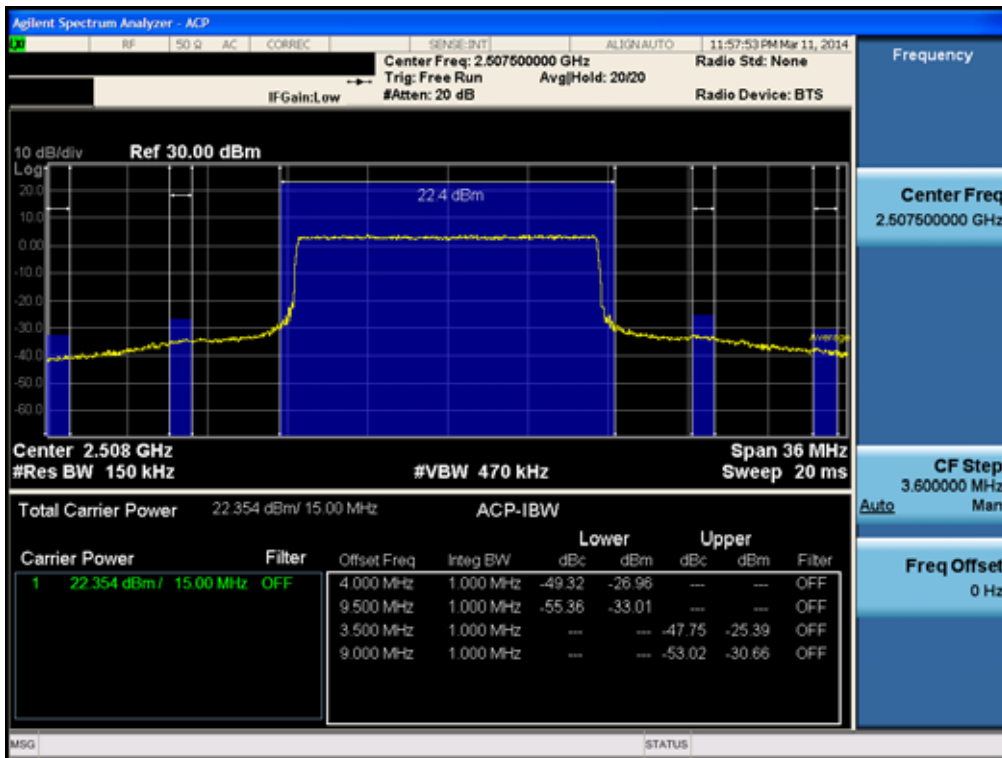 Agilent Spectrum Analyzer - ACP
LXI RF 50 Ω AC CORREC SENSE:INT ALIGN AUTO 11:57:53 PM Mar 11, 2014
Center Freq: 2.507500000 GHz Radio Std: None
Trig: Free Run Avg|Hold: 20/20
IFGain:Low #Atten: 20 dB Radio Device: BTS
10 dB/div Ref 30.00 dBm
Log
20.0
10.0
0.00
-10.0
-20.0
-30.0
-40.0
-50.0
-60.0
22.4 dBm
Average
Center 2.508 GHz Span 36 MHz
#Res BW 150 kHz #VBW 470 kHz Sweep 20 ms
Total Carrier Power 22.354 dBm/ 15.00 MHz ACP-IBW
Lower Upper
Carrier Power Filter Offset Freq Integ BW dBc dBm dBc dBm Filter
1 22.354 dBm / 15.00 MHz OFF 4.000 MHz 1.000 MHz -49.32 -26.96 --- --- OFF
9.500 MHz 1.000 MHz -55.36 -33.01 --- --- OFF
3.500 MHz 1.000 MHz --- --- -47.75 -25.39 OFF
9.000 MHz 1.000 MHz --- --- -53.02 -30.66 OFF
MSG STATUS
Frequency
Center Freq
2.507500000 GHz
CF Step
3.600000 MHz
Auto Man
Freq Offset
0 Hz